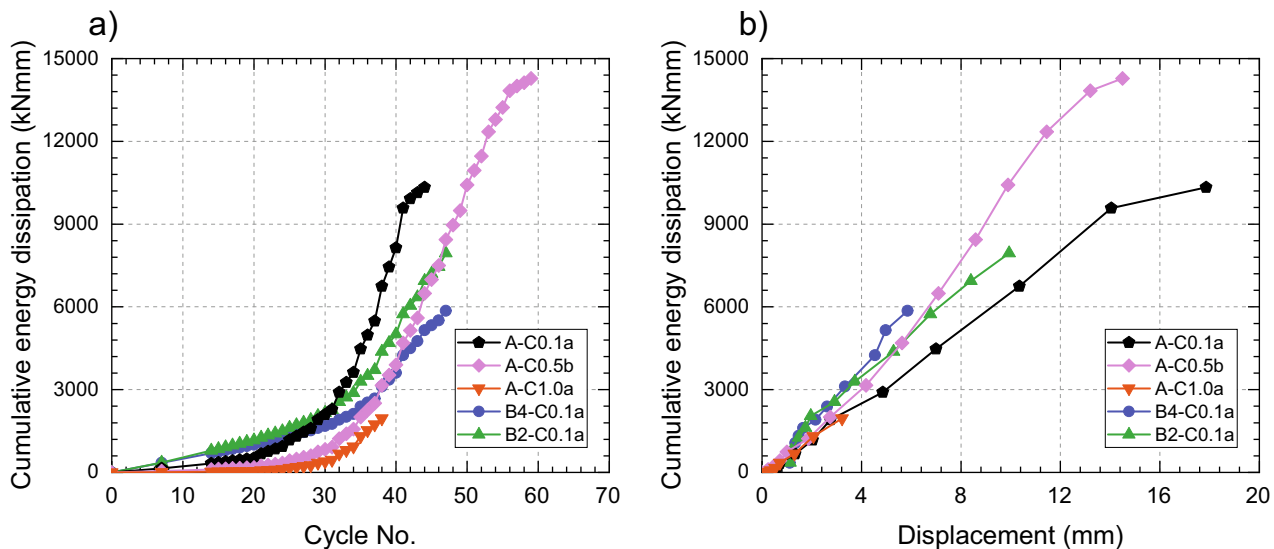 a)
Cumulative energy dissipation (kNmm)
15000
12000
9000
6000
3000
0
0 10 20 30 40 50 60 70
Cycle No.
A-C0.1a
A-C0.5b
A-C1.0a
B4-C0.1a
B2-C0.1a
b)
Cumulative energy dissipation (kNmm)
15000
12000
9000
6000
3000
0
0 4 8 12 16 20
Displacement (mm)
A-C0.1a
A-C0.5b
A-C1.0a
B4-C0.1a
B2-C0.1a